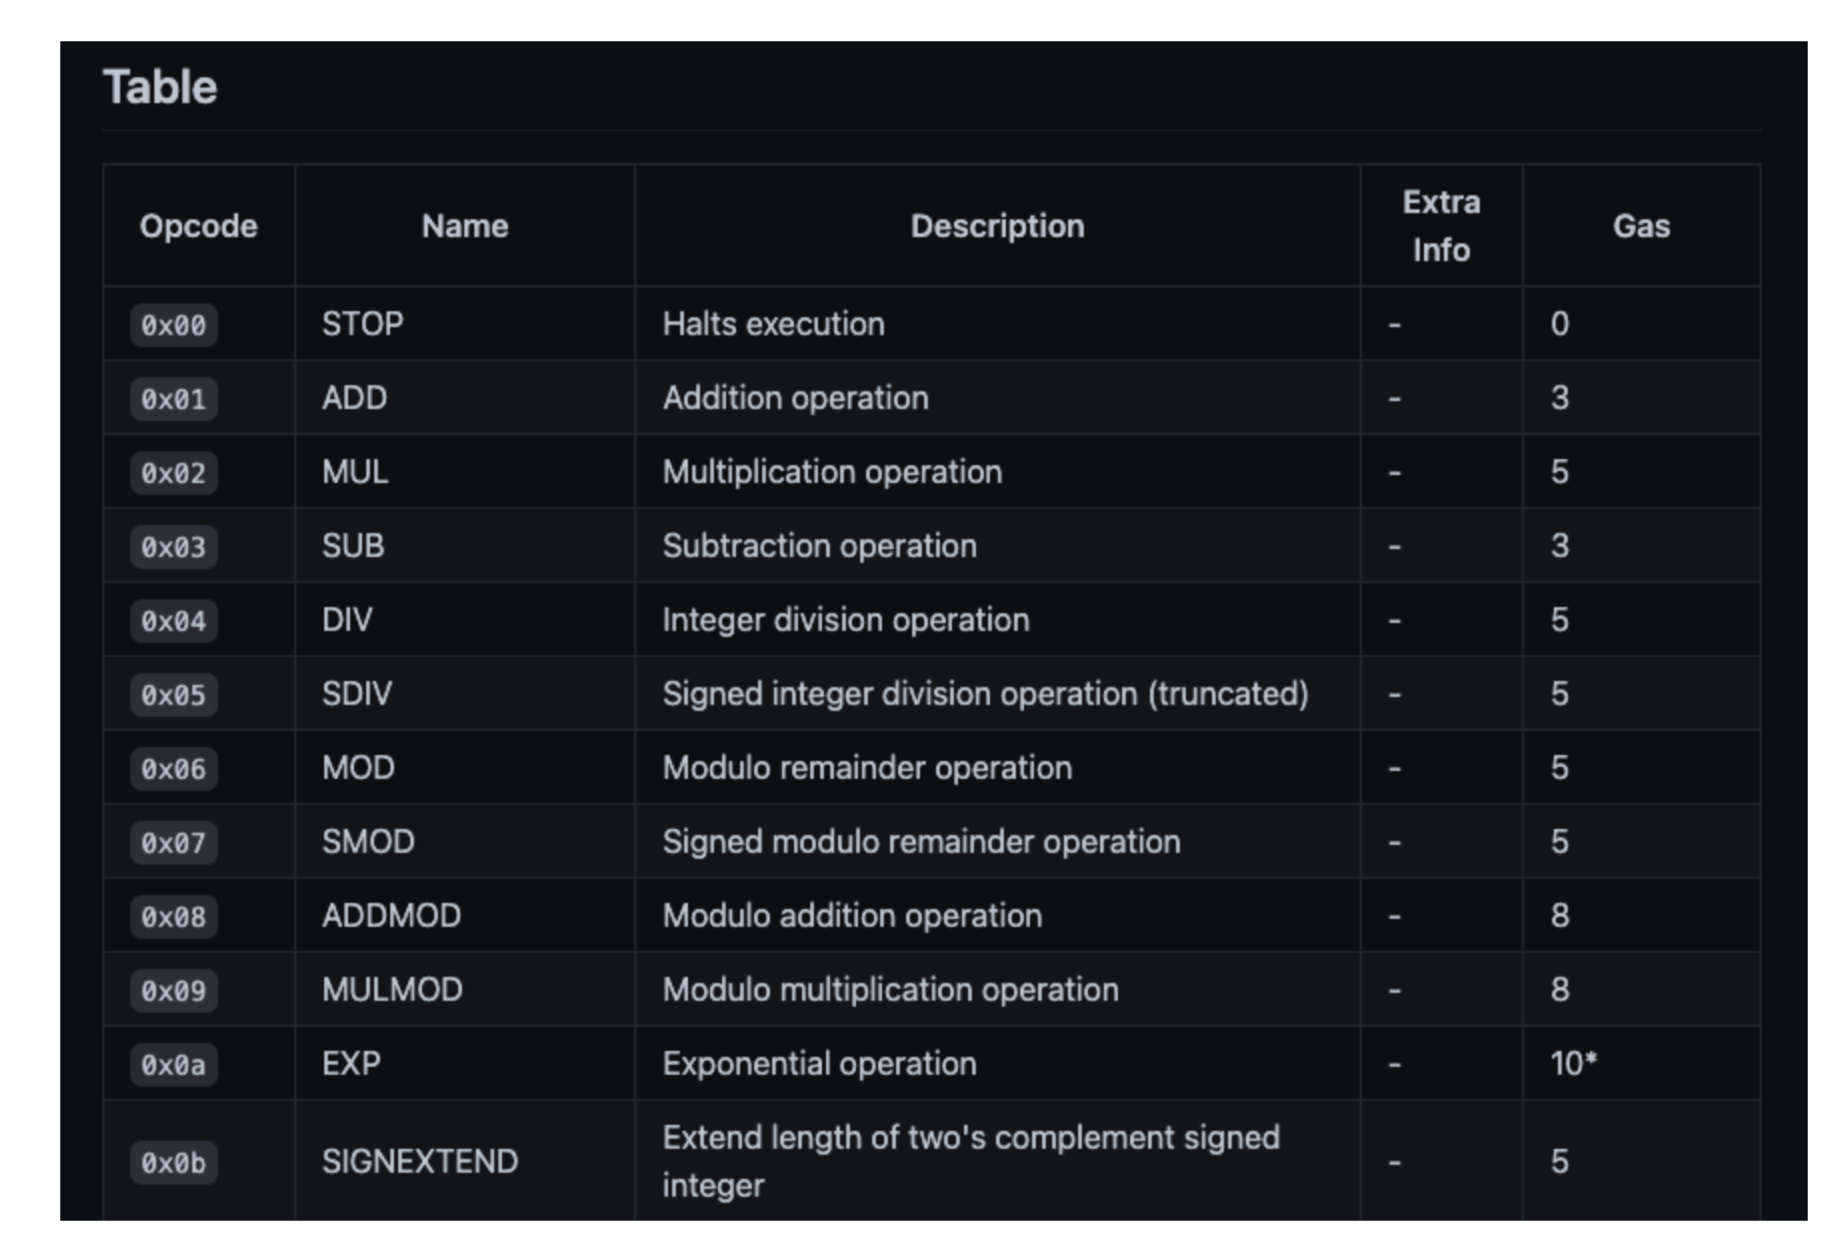 Table
Opcode Name Description Extra Info Gas
0x00 STOP Halts execution - 0
0x01 ADD Addition operation - 3
0x02 MUL Multiplication operation - 5
0x03 SUB Subtraction operation - 3
0x04 DIV Integer division operation - 5
0x05 SDIV Signed integer division operation (truncated) - 5
0x06 MOD Modulo remainder operation - 5
0x07 SMOD Signed modulo remainder operation - 5
0x08 ADDMOD Modulo addition operation - 8
0x09 MULMOD Modulo multiplication operation - 8
0x0a EXP Exponential operation - 10*
0x0b SIGNEXTEND Extend length of two's complement signed integer - 5